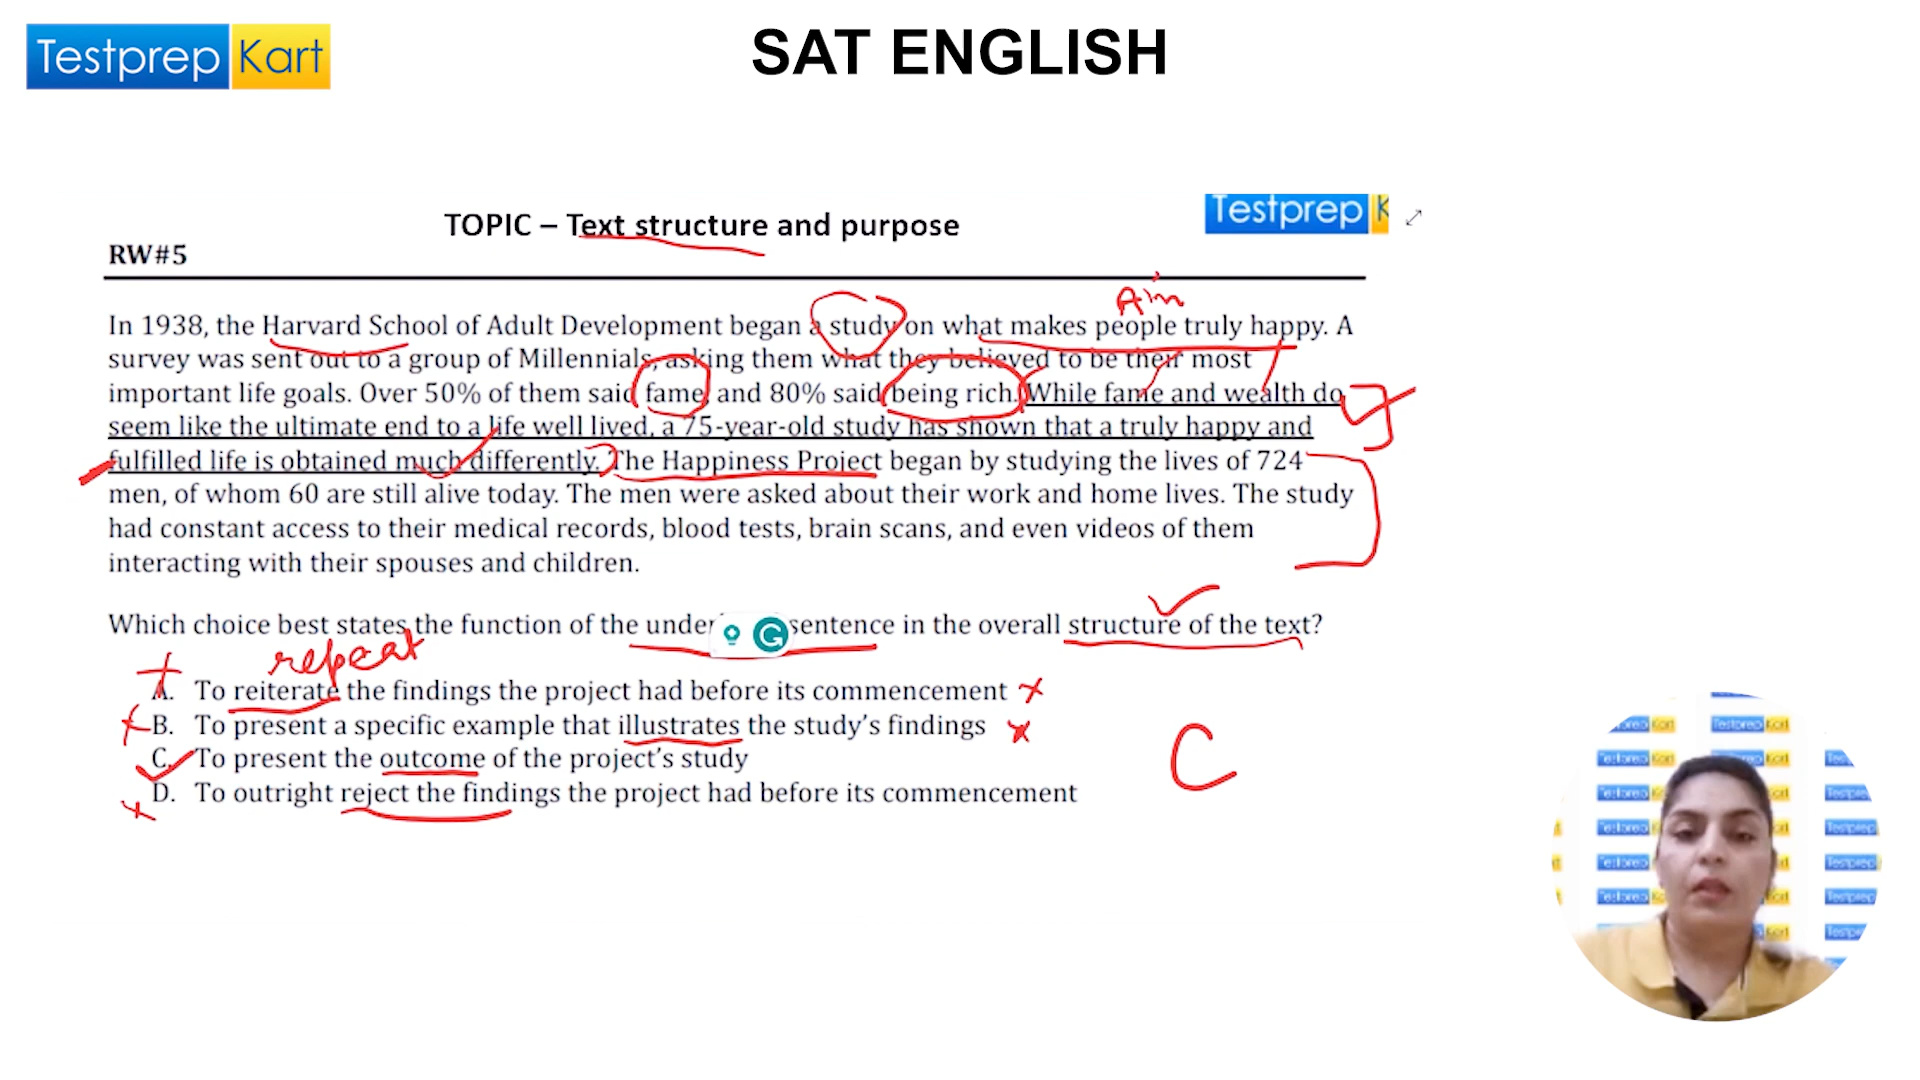 Testprep Kart
SAT ENGLISH
Testprep K
TOPIC – Text structure and purpose
RW#5
Aim
In 1938, the Harvard School of Adult Development began a study on what makes people truly happy. A
survey was sent out to a group of Millennials, asking them what they believed to be their most
important life goals. Over 50% of them said fame, and 80% said being rich. While fame and wealth do
seem like the ultimate end to a life well lived, a 75-year-old study has shown that a truly happy and
fulfilled life is obtained much differently. The Happiness Project began by studying the lives of 724
men, of whom 60 are still alive today. The men were asked about their work and home lives. The study
had constant access to their medical records, blood tests, brain scans, and even videos of them
interacting with their spouses and children.
Which choice best states the function of the under sentence in the overall structure of the text?
repeat
A. To reiterate the findings the project had before its commencement
B. To present a specific example that illustrates the study's findings
C. To present the outcome of the project's study
D. To outright reject the findings the project had before its commencement
C